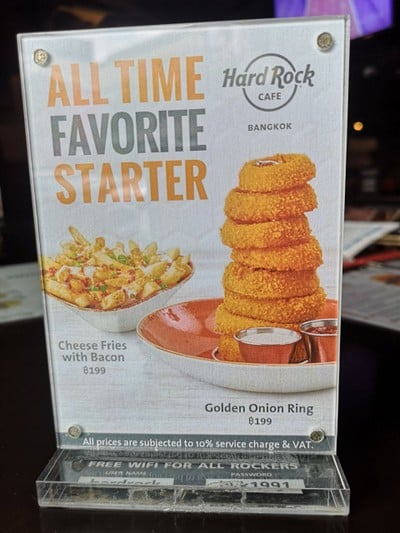 ALL TIME
FAVORITE
STARTER
Hard Rock
CAFE
BANGKOK
Cheese Fries
with Bacon
฿199
Golden Onion Ring
฿199
All prices are subjected to 10% service charge & VAT.
FREE WIFI FOR ALL ROCKERS
USER NAME PASSWORD
hardrock